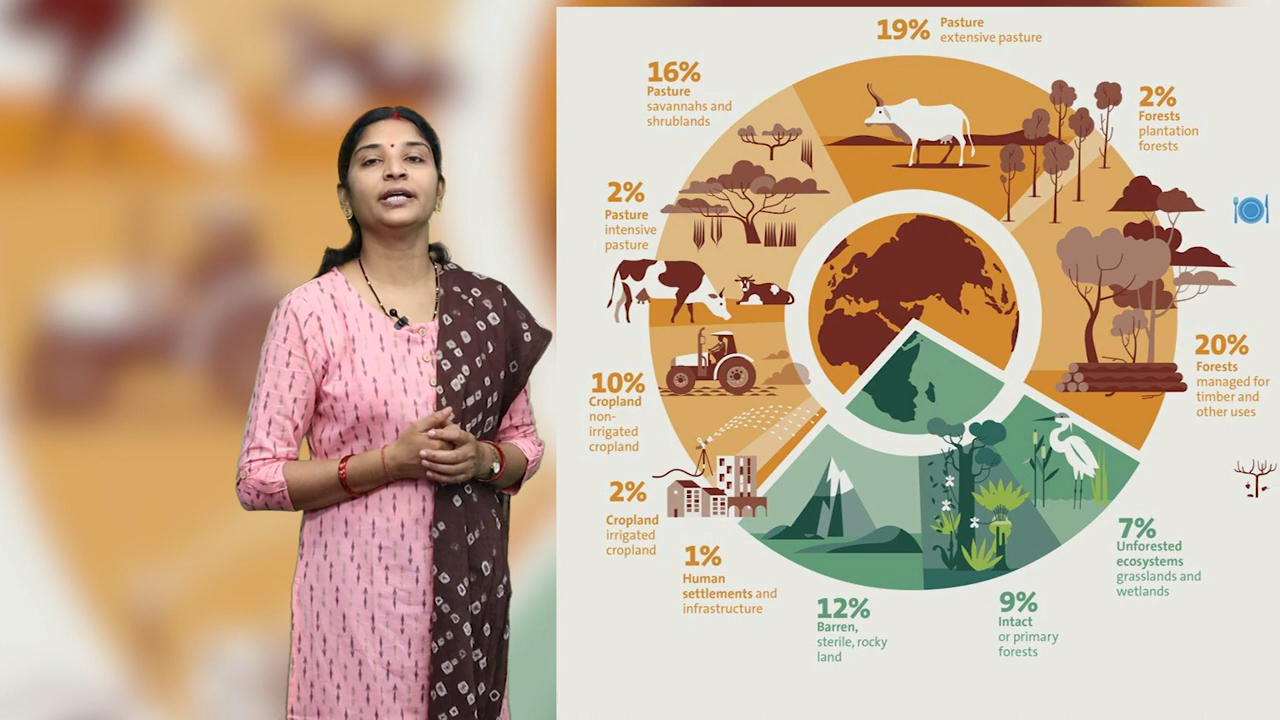 19%
Pasture
extensive pasture
16%
Pasture
savannahs and
shrublands
2%
Forests
plantation
forests
2%
Pasture
intensive
pasture
20%
Forests
managed for
timber and
other uses
10%
Cropland
non-
irrigated
cropland
2%
Cropland
irrigated
cropland
1%
Human
settlements and
infrastructure
12%
Barren,
sterile, rocky
land
9%
Intact
or primary
forests
7%
Unforested
ecosystems
grasslands and
wetlands